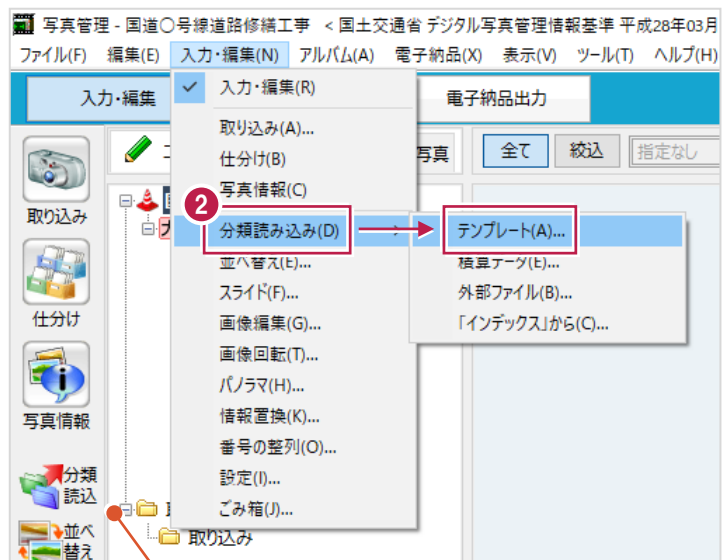 写真管理 - 国道〇号線道路修繕工事 < 国土交通省 デジタル写真管理情報基準 平成28年03月
ファイル(F) 編集(E) 入力・編集(N) アルバム(A) 電子納品(X) 表示(V) ツール(T) ヘルプ(H)
入力・編集 電子納品出力
入力・編集(R)
取り込み(A)...
仕分け(B)
写真 全て 絞込 指定なし
写真情報(C)
取り込み
2
分類読み込み(D) テンプレート(A)...
並べ替え(E)... 積算データ(E)...
スライド(F)... 外部ファイル(B)...
仕分け
画像編集(G)... 「インデックス」から(C)...
画像回転(T)...
パノラマ(H)...
写真情報
情報置換(K)...
番号の整列(O)...
分類
読込
設定(I)...
ごみ箱(J)...
並べ
替え
取り込み